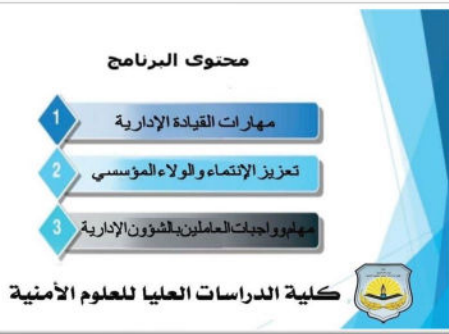 محتوى البرنامج
1 مهارات القيادة الإدارية
2 تعزيز الإنتماء والولاء المؤسسي
3 مهام وواجبات العاملين بالشؤون الإدارية
كلية الدراسات العليا للعلوم الأمنية